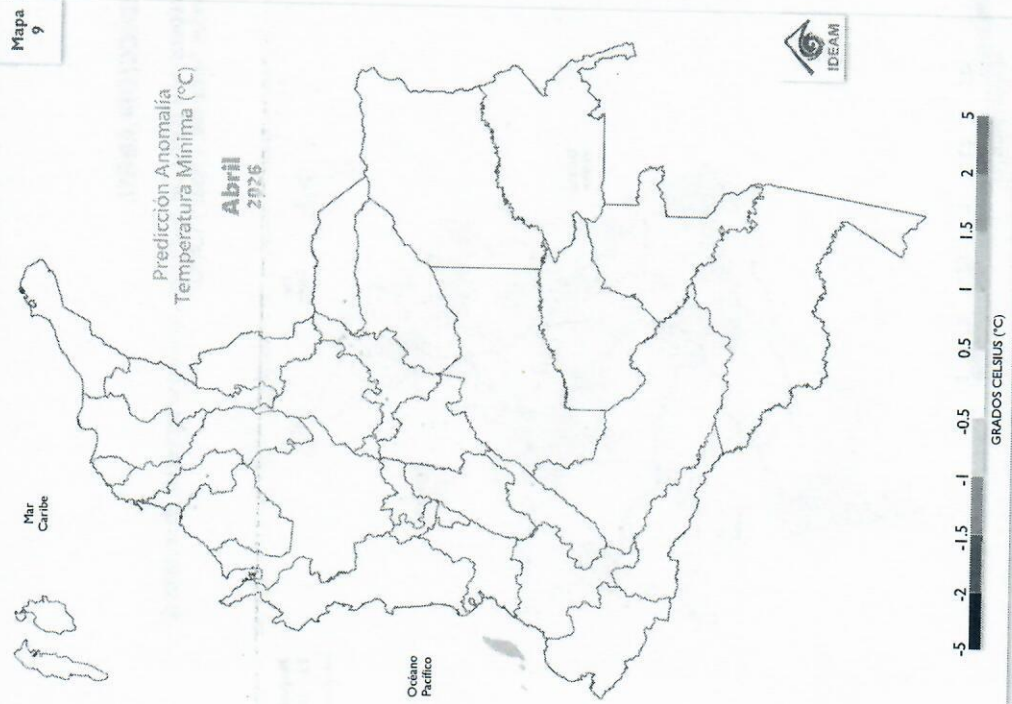 Mapa
9
Predicción Anomalía
Temperatura Mínima (°C)
Abril
2026
Mar
Caribe
Océano
Pacífico
IDEAM
-5 -2 -1.5 -1 -0.5 0.5 1 1.5 2 5
GRADOS CELSIUS (°C)